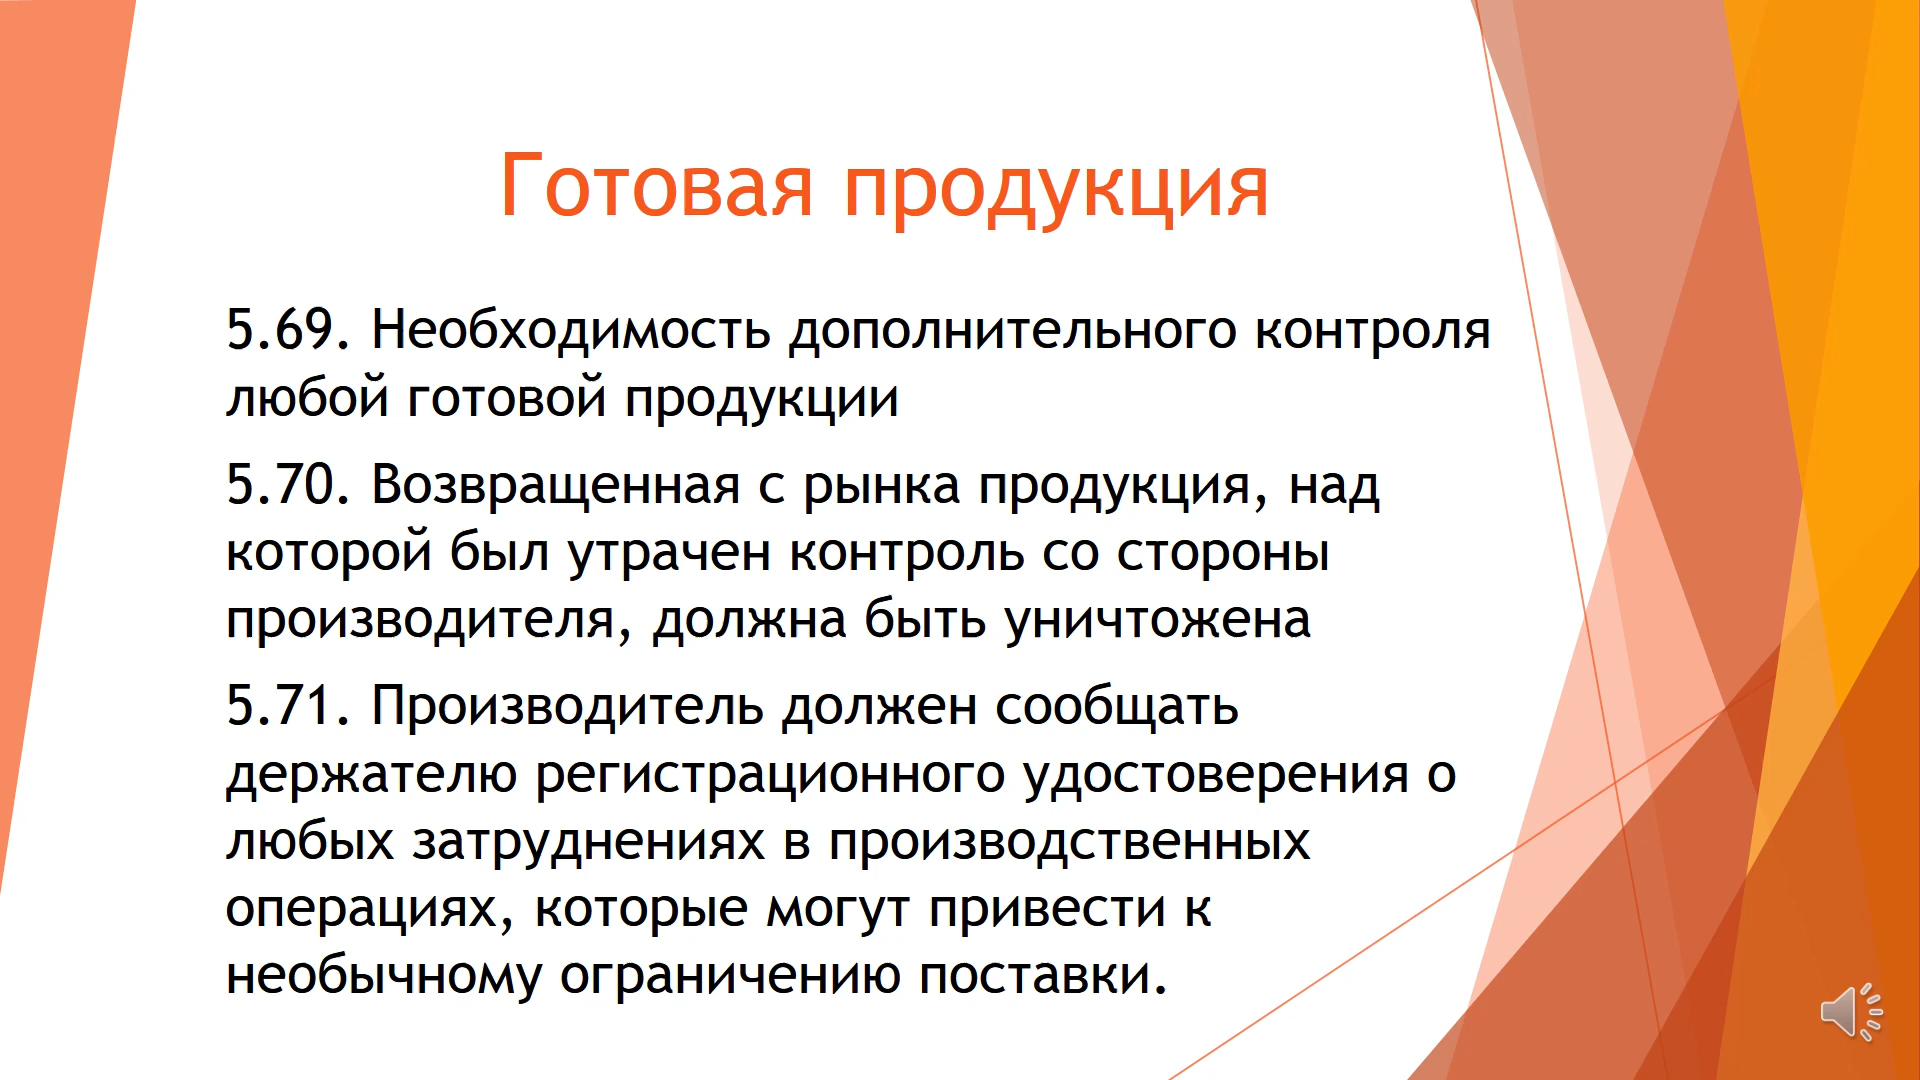 Готовая продукция
5.69. Необходимость дополнительного контроля
любой готовой продукции
5.70. Возвращенная с рынка продукция, над
которой был утрачен контроль со стороны
производителя, должна быть уничтожена
5.71. Производитель должен сообщать
держателю регистрационного удостоверения о
любых затруднениях в производственных
операциях, которые могут привести к
необычному ограничению поставки.